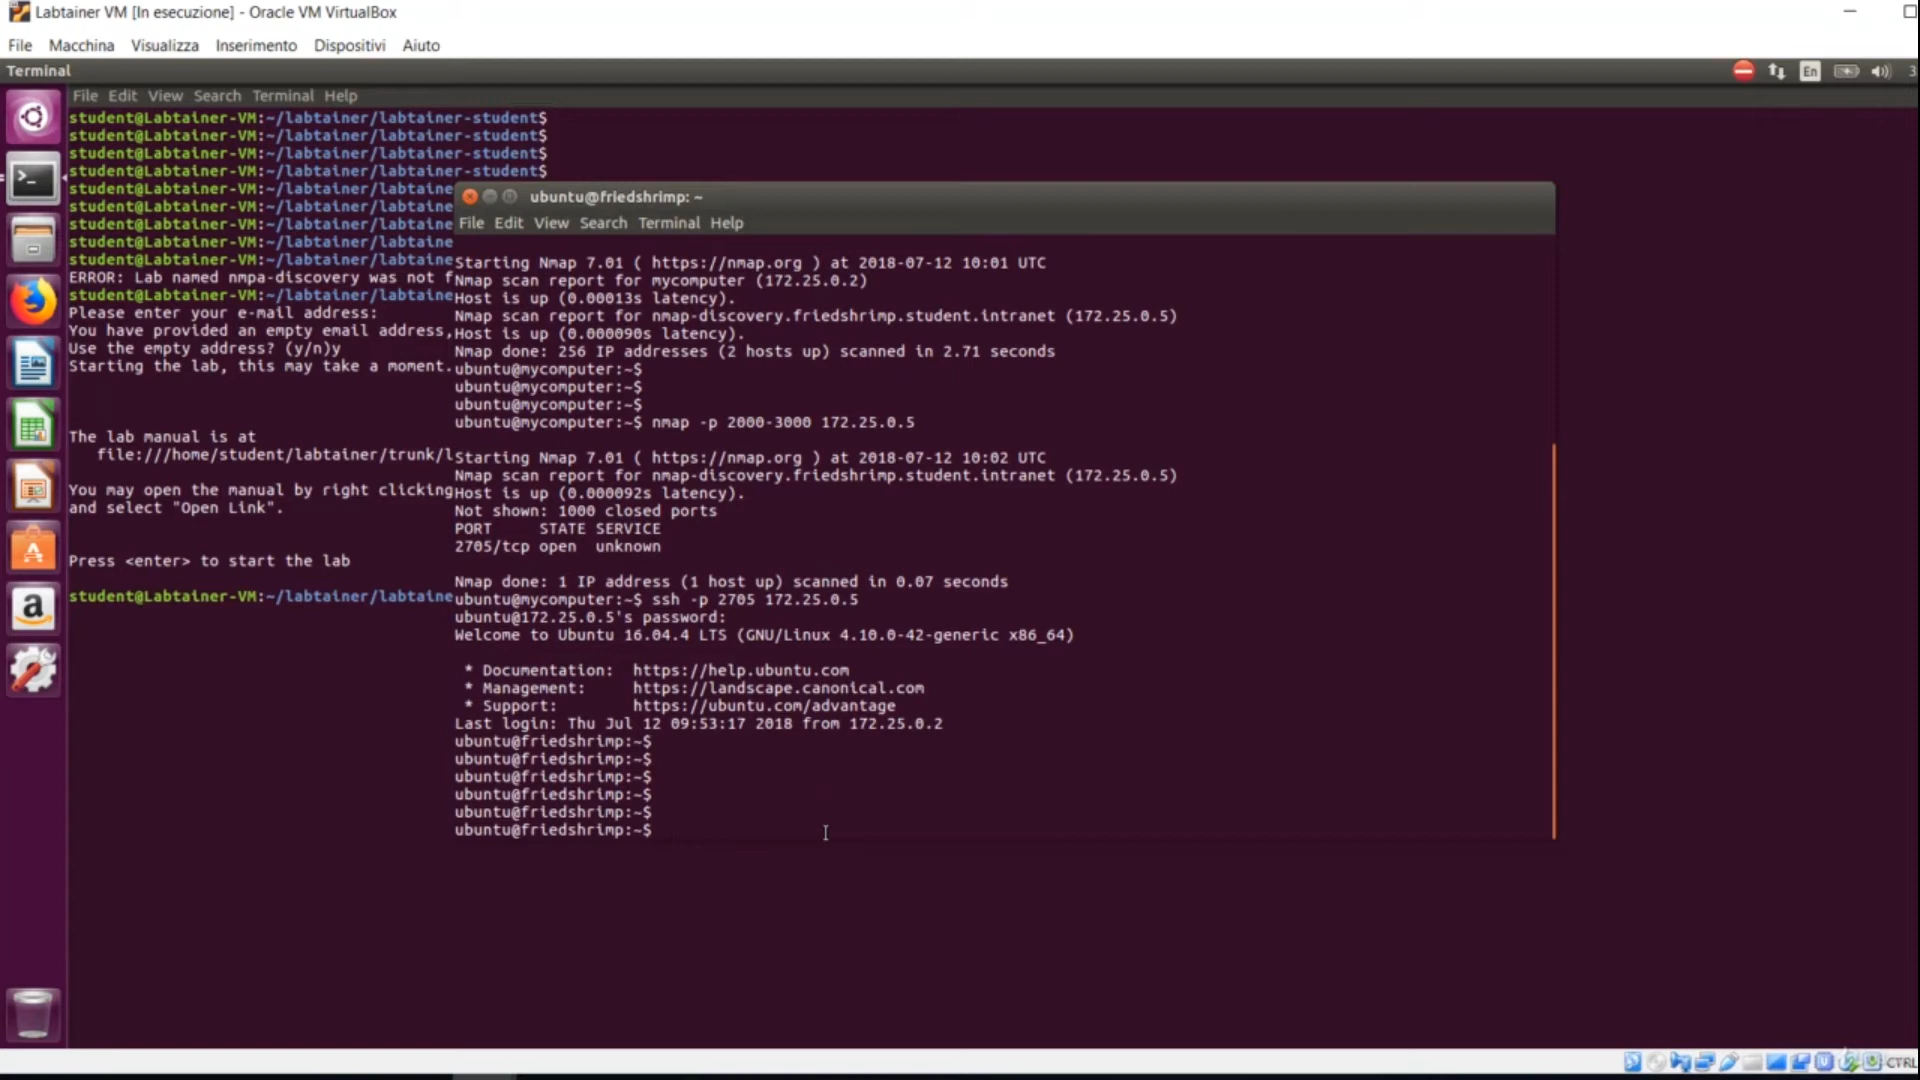 Labtainer VM [In esecuzione] - Oracle VM VirtualBox
File Macchina Visualizza Inserimento Dispositivi Aiuto
Terminal
En
3
File Edit View Search Terminal Help
student@Labtainer-VM:~/labtainer/labtainer-student$
student@Labtainer-VM:~/labtainer/labtainer-student$
student@Labtainer-VM:~/labtainer/labtainer-student$
student@Labtainer-VM:~/labtainer/labtainer-student$
student@Labtainer-VM:~/labtainer/labtaine
student@Labtainer-VM:~/labtainer/labtaine
student@Labtainer-VM:~/labtainer/labtaine
student@Labtainer-VM:~/labtainer/labtaine
student@Labtainer-VM:~/labtainer/labtaine
ERROR: Lab named nmpa-discovery was not f
student@Labtainer-VM:~/labtainer/labtaine
Please enter your e-mail address:
You have provided an empty email address,
Use the empty address? (y/n)y
Starting the lab, this may take a moment.
The lab manual is at
file:///home/student/labtainer/trunk/l
You may open the manual by right clicking
and select "Open Link".
Press <enter> to start the lab
student@Labtainer-VM:~/labtainer/labtaine
ubuntu@friedshrimp: ~
File Edit View Search Terminal Help
Starting Nmap 7.01 ( https://nmap.org ) at 2018-07-12 10:01 UTC
Nmap scan report for mycomputer (172.25.0.2)
Host is up (0.00013s latency).
Nmap scan report for nmap-discovery.friedshrimp.student.intranet (172.25.0.5)
Host is up (0.000090s latency).
Nmap done: 256 IP addresses (2 hosts up) scanned in 2.71 seconds
ubuntu@mycomputer:~$
ubuntu@mycomputer:~$
ubuntu@mycomputer:~$
ubuntu@mycomputer:~$ nmap -p 2000-3000 172.25.0.5
Starting Nmap 7.01 ( https://nmap.org ) at 2018-07-12 10:02 UTC
Nmap scan report for nmap-discovery.friedshrimp.student.intranet (172.25.0.5)
Host is up (0.000092s latency).
Not shown: 1000 closed ports
PORT     STATE SERVICE
2705/tcp open  unknown
Nmap done: 1 IP address (1 host up) scanned in 0.07 seconds
ubuntu@mycomputer:~$ ssh -p 2705 172.25.0.5
ubuntu@172.25.0.5's password:
Welcome to Ubuntu 16.04.4 LTS (GNU/Linux 4.10.0-42-generic x86_64)
* Documentation:  https://help.ubuntu.com
* Management:     https://landscape.canonical.com
* Support:        https://ubuntu.com/advantage
Last login: Thu Jul 12 09:53:17 2018 from 172.25.0.2
ubuntu@friedshrimp:~$
ubuntu@friedshrimp:~$
ubuntu@friedshrimp:~$
ubuntu@friedshrimp:~$
ubuntu@friedshrimp:~$
ubuntu@friedshrimp:~$
CTRL